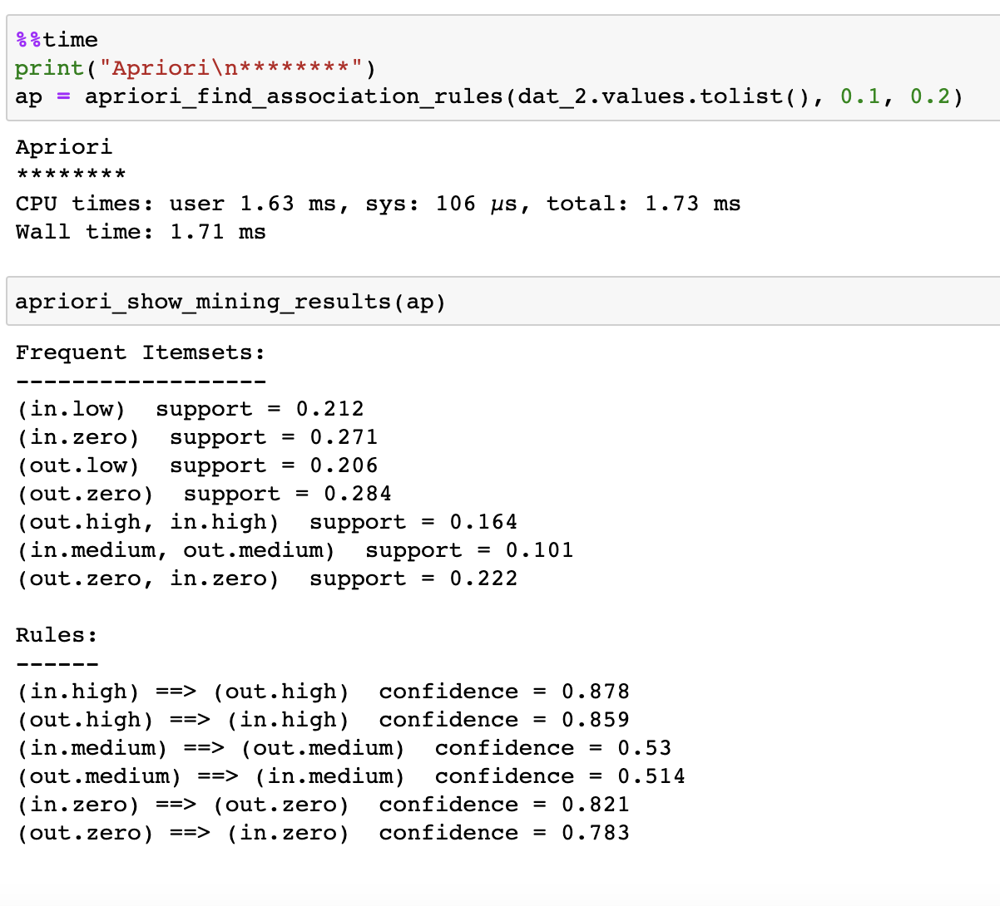 %%time
print("Apriori\n********")
ap = apriori_find_association_rules(dat_2.values.tolist(), 0.1, 0.2)
Apriori
********
CPU times: user 1.63 ms, sys: 106 µs, total: 1.73 ms
Wall time: 1.71 ms
apriori_show_mining_results(ap)
Frequent Itemsets:
------------------
(in.low)  support = 0.212
(in.zero)  support = 0.271
(out.low)  support = 0.206
(out.zero)  support = 0.284
(out.high, in.high)  support = 0.164
(in.medium, out.medium)  support = 0.101
(out.zero, in.zero)  support = 0.222
Rules:
------
(in.high) ==> (out.high)  confidence = 0.878
(out.high) ==> (in.high)  confidence = 0.859
(in.medium) ==> (out.medium)  confidence = 0.53
(out.medium) ==> (in.medium)  confidence = 0.514
(in.zero) ==> (out.zero)  confidence = 0.821
(out.zero) ==> (in.zero)  confidence = 0.783